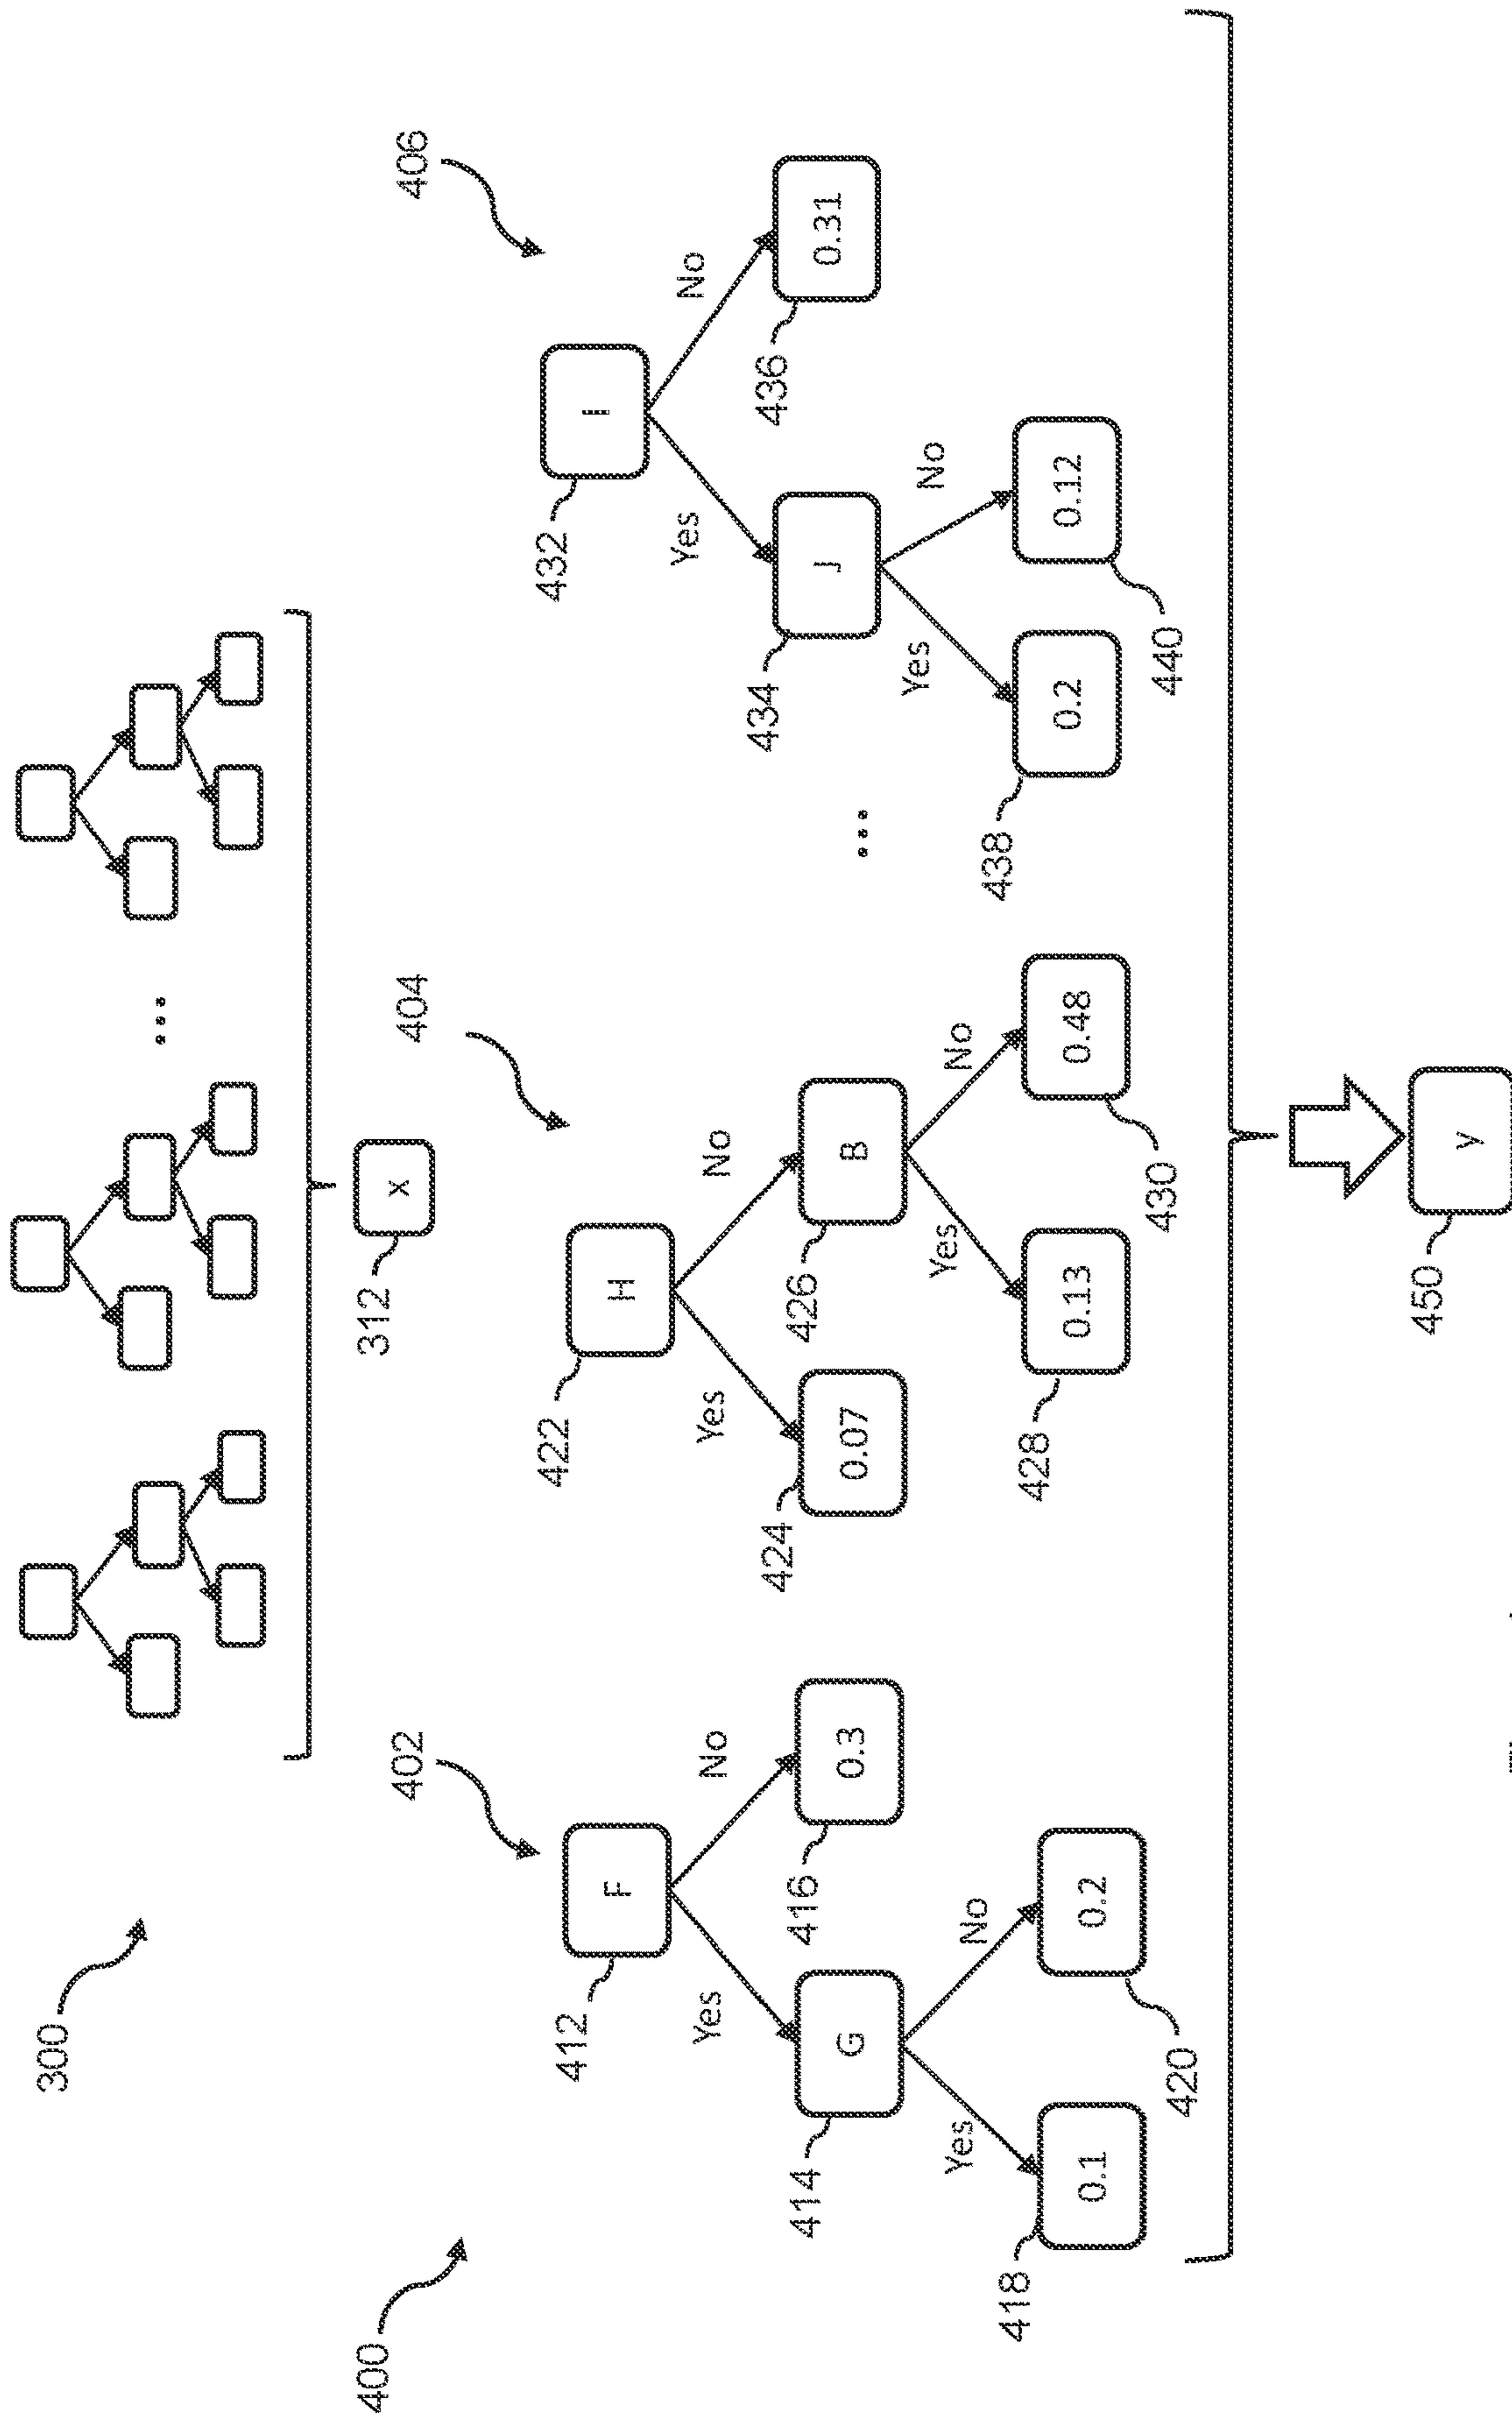 300
x
312
400
402
404
406
F
412
Yes
No
G
414
0.3
416
Yes
No
0.1
418
0.2
420
H
422
Yes
No
0.07
424
B
426
Yes
No
0.13
428
0.48
430
...
I
432
Yes
No
J
434
0.31
436
Yes
No
0.2
438
0.12
440
y
450